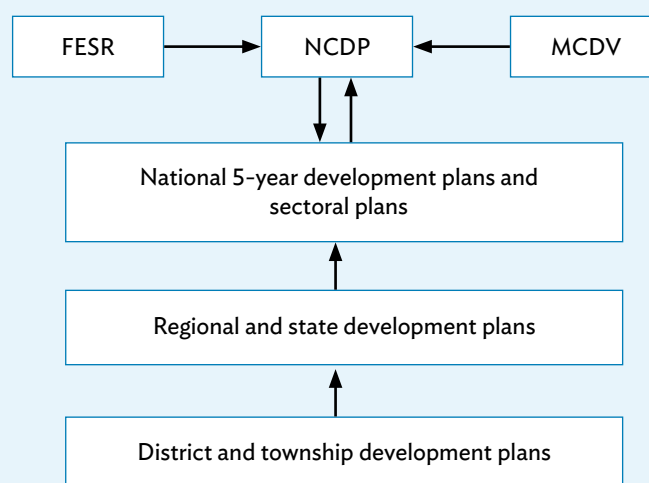 FESR
NCDP
MCDV
National 5-year development plans and
sectoral plans
Regional and state development plans
District and township development plans